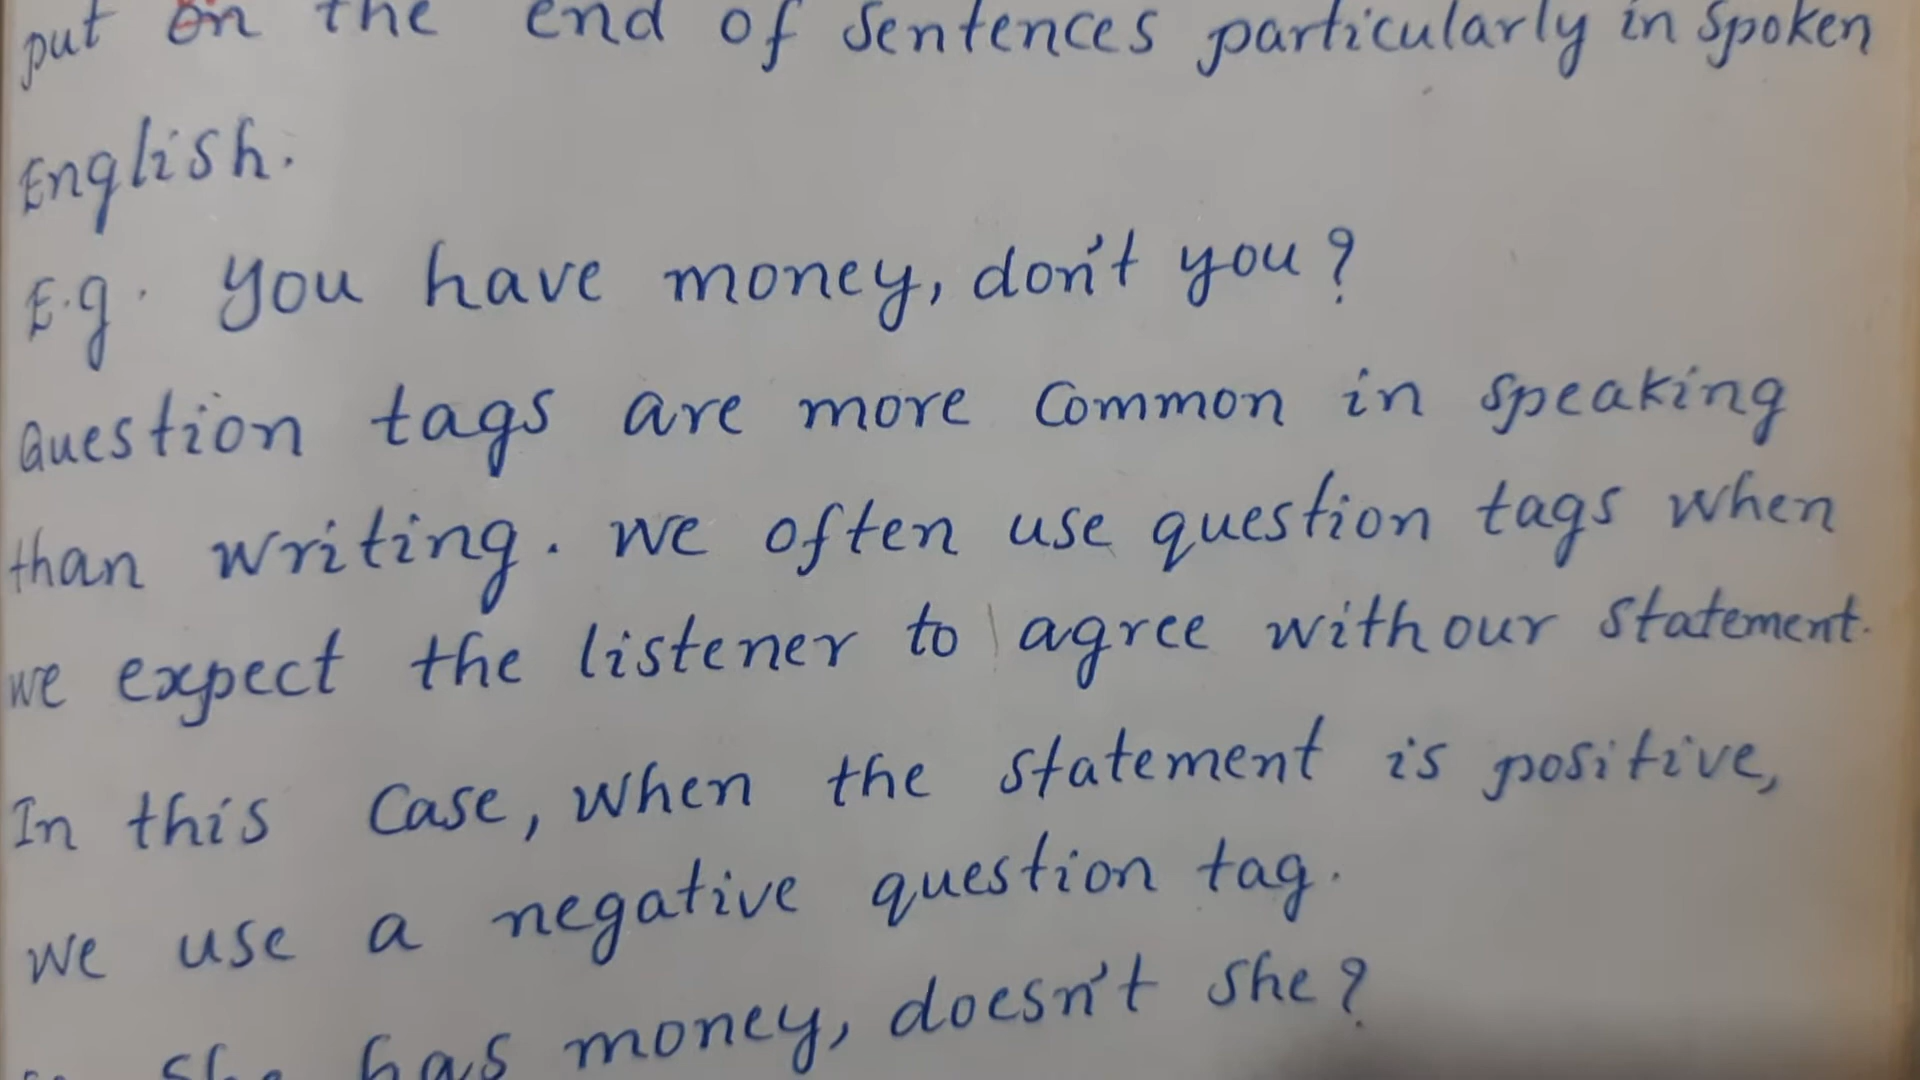 put on the end of sentences particularly in spoken
English.
E.g. you have money, don't you?
Question tags are more common in speaking
than writing. we often use question tags when
we expect the listener to agree with our statement.
In this case, when the statement is positive,
we use a negative question tag.
She has money, doesn't she?